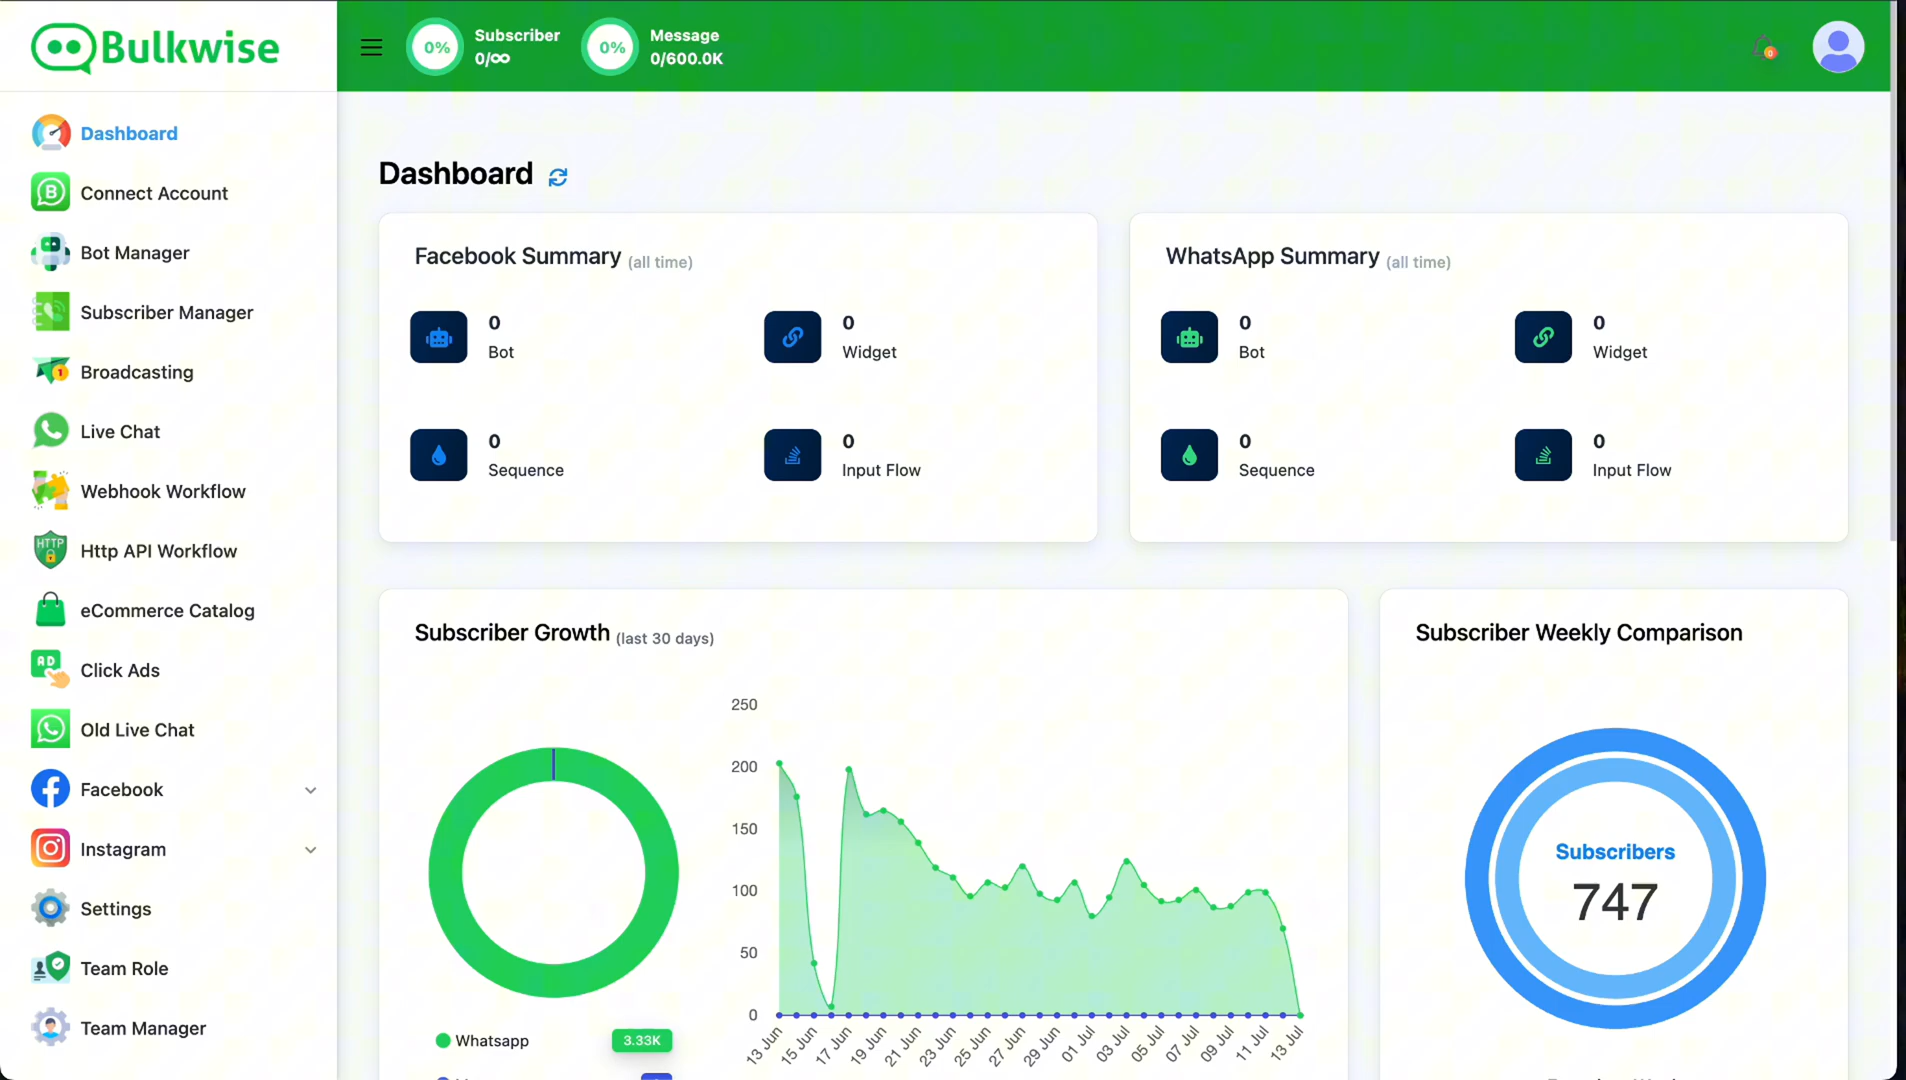 Bulkwise
0%
Subscriber
0/∞
0%
Message
0/600.0K
0
Dashboard
Connect Account
B
Bot Manager
Subscriber Manager
Broadcasting
1
Live Chat
Webhook Workflow
HTTP
Http API Workflow
eCommerce Catalog
AD
Click Ads
Old Live Chat
Facebook
Instagram
Settings
Team Role
Team Manager
Dashboard
Facebook Summary (all time)
0
Bot
0
Widget
0
Sequence
0
Input Flow
WhatsApp Summary (all time)
0
Bot
0
Widget
0
Sequence
0
Input Flow
Subscriber Growth (last 30 days)
250
200
150
100
50
0
13 Jun
15 Jun
17 Jun
19 Jun
21 Jun
23 Jun
25 Jun
27 Jun
29 Jun
01 Jul
03 Jul
05 Jul
07 Jul
09 Jul
11 Jul
13 Jul
Whatsapp
3.33K
Subscriber Weekly Comparison
Subscribers
747